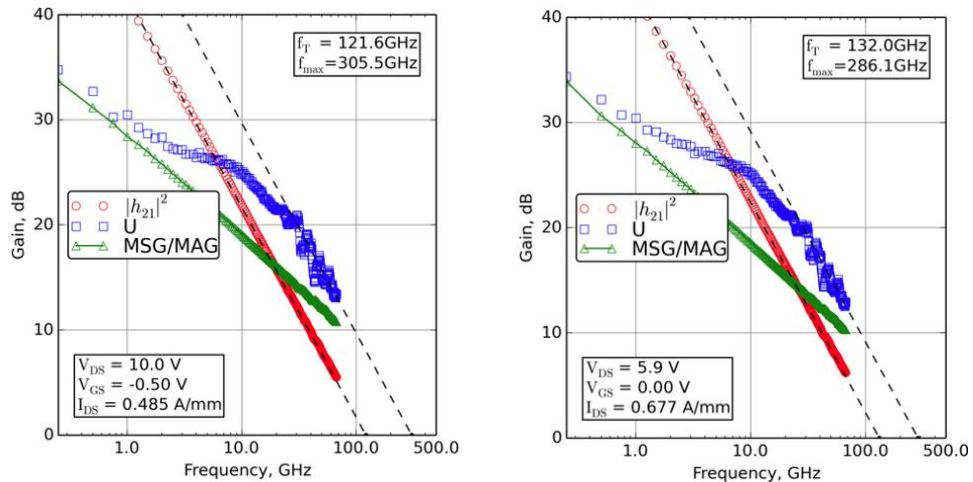 40
30
20
10
0
Gain, dB
f_T = 121.6GHz
f_max=305.5GHz
|h_21|^2
U
MSG/MAG
V_DS = 10.0 V
V_GS = -0.50 V
I_DS = 0.485 A/mm
1.0 10.0 100.0 500.0
Frequency, GHz
40
30
20
10
0
Gain, dB
f_T = 132.0GHz
f_max=286.1GHz
|h_21|^2
U
MSG/MAG
V_DS = 5.9 V
V_GS = 0.00 V
I_DS = 0.677 A/mm
1.0 10.0 100.0 500.0
Frequency, GHz